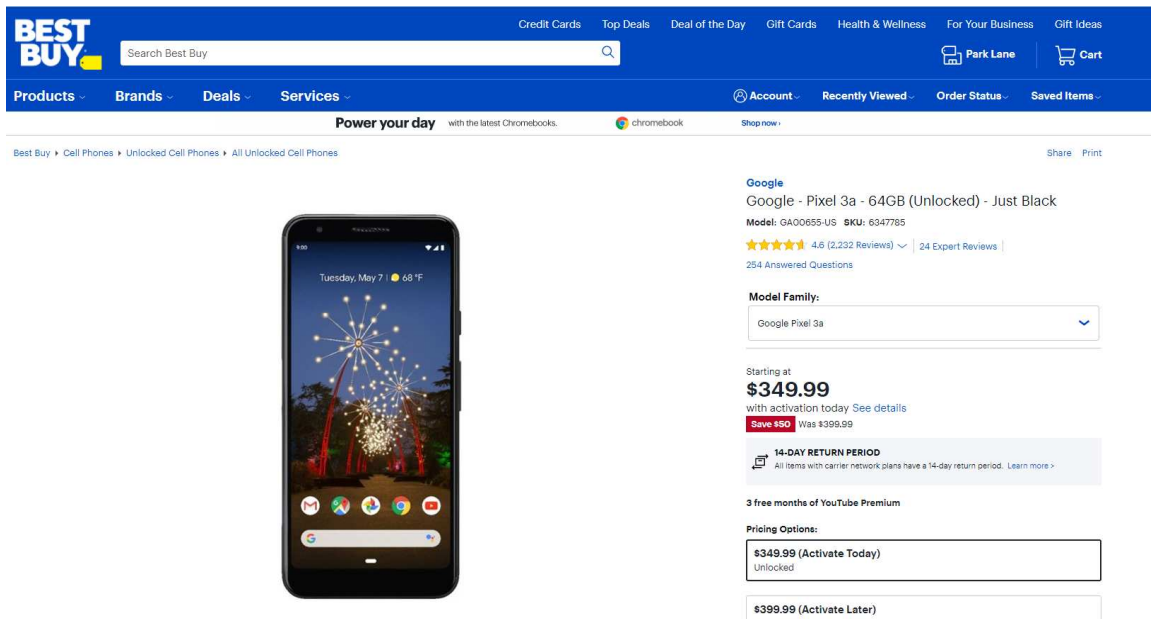 BEST
BUY
Credit Cards Top Deals Deal of the Day Gift Cards Health & Wellness For Your Business Gift Ideas
Search Best Buy
Park Lane Cart
Products Brands Deals Services
Account Recently Viewed Order Status Saved Items
Power your day with the latest Chromebooks. chromebook Shop now ›
Best Buy Cell Phones Unlocked Cell Phones All Unlocked Cell Phones
Share Print
9:00
Tuesday, May 7 | 68 °F
Google
Google - Pixel 3a - 64GB (Unlocked) - Just Black
Model: GA00655-US SKU: 6347785
4.6 (2,232 Reviews) 24 Expert Reviews
254 Answered Questions
Model Family:
Google Pixel 3a
Starting at
$349.99
with activation today See details
Save $50 Was $399.99
14-DAY RETURN PERIOD
All items with carrier network plans have a 14-day return period. Learn more >
3 free months of YouTube Premium
Pricing Options:
$349.99 (Activate Today)
Unlocked
$399.99 (Activate Later)